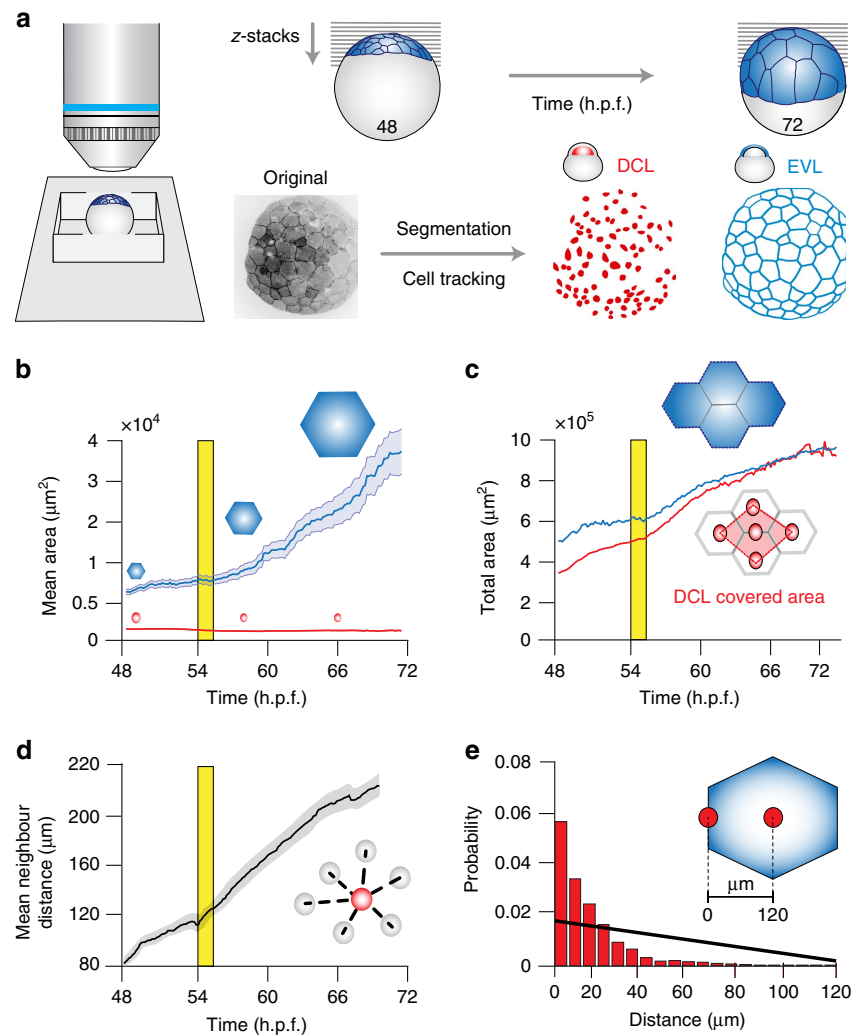 a
z-stacks
48
Time (h.p.f.)
72
Original
DCL
EVL
Segmentation
Cell tracking
b
×10⁴
Mean area (μm²)
4
3
2
1
0.5
0
48 54 60 66 72
Time (h.p.f.)
c
×10⁵
Total area (μm²)
10
8
6
4
2
0
DCL covered area
48 54 60 66 72
Time (h.p.f.)
d
Mean neighbour
distance (μm)
220
200
160
120
80
48 54 60 66 72
Time (h.p.f.)
e
Probability
0.08
0.06
0.04
0.02
0
μm
0 120
0 20 40 60 80 100 120
Distance (μm)